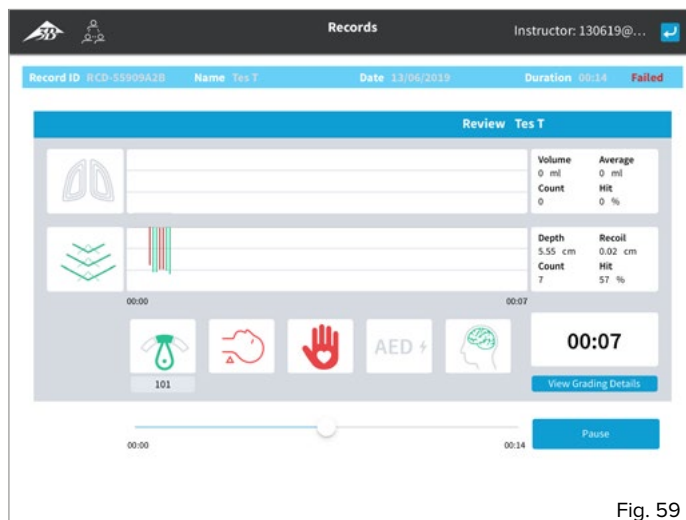 3B
Records
Instructor: 130619@...
Record ID RCD-55909A2B Name Tes T Date 13/06/2019 Duration 00:14 Failed
Review Tes T
Volume Average
0 ml 0 ml
Count Hit
0 0 %
Depth Recoil
5.55 cm 0.02 cm
Count Hit
7 57 %
00:00 00:07
AED
00:07
101
View Grading Details
00:00 00:14
Pause
Fig. 59